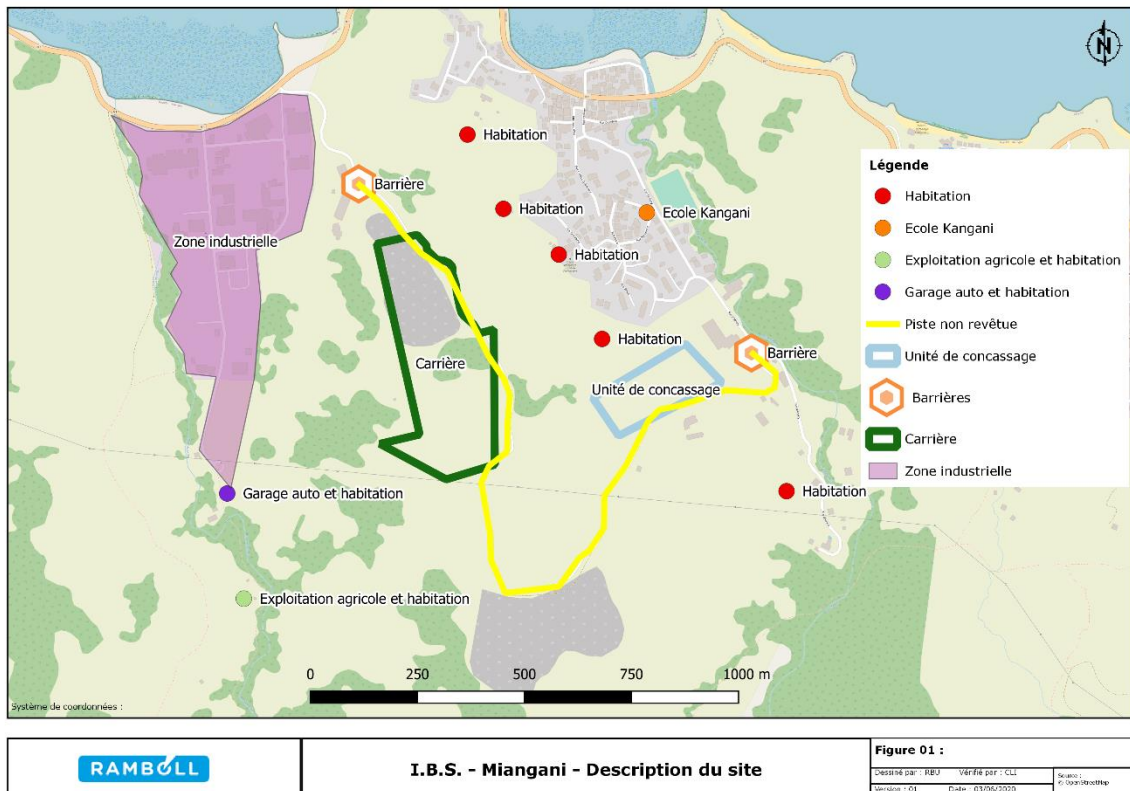 N
Habitation
Barrière
Habitation
Ecole Kangani
Zone industrielle
Habitation
Habitation
Barrière
Carrière
Unité de concassage
Habitation
Garage auto et habitation
Exploitation agricole et habitation
Légende
Habitation
Ecole Kangani
Exploitation agricole et habitation
Garage auto et habitation
Piste non revêtue
Unité de concassage
Barrières
Carrière
Zone industrielle
0 250 500 750 1000 m
Système de coordonnées :
RAMBOLL
I.B.S. - Miangani - Description du site
Figure 01 :
Dessiné par : RBU Vérifié par : CLI
Version : 01 Date : 03/06/2020
Source :
© OpenStreetMap